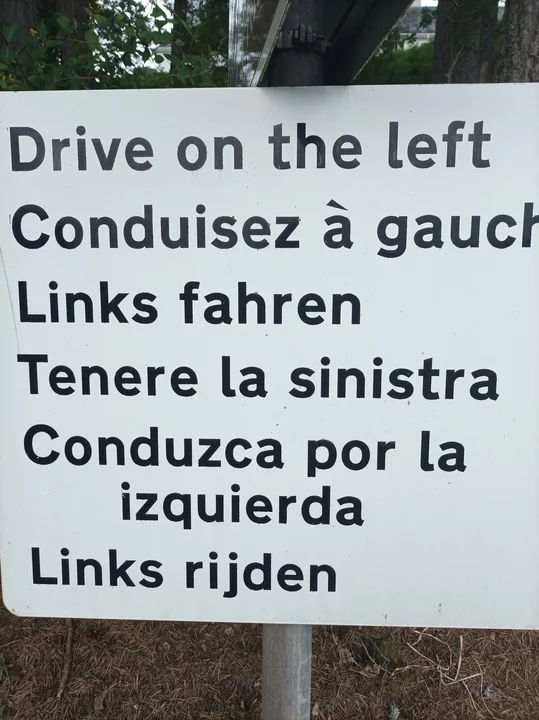 Drive on the left
Conduisez à gauch
Links fahren
Tenere la sinistra
Conduzca por la
izquierda
Links rijden